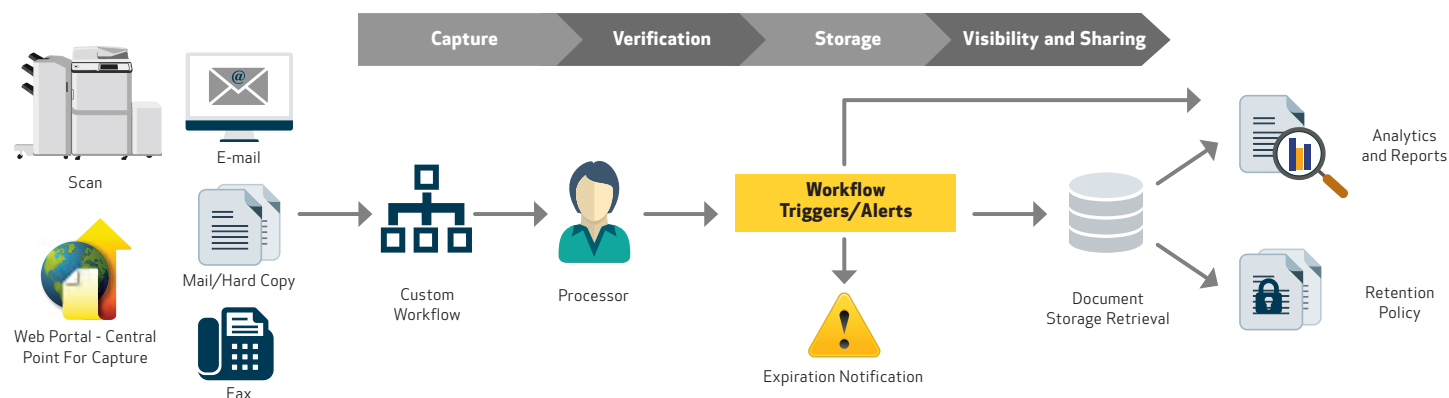 Capture
Verification
Storage
Visibility and Sharing
@
E-mail
Scan
Mail/Hard Copy
Web Portal - Central
Point For Capture
Fax
Custom
Workflow
Processor
Workflow
Triggers/Alerts
Expiration Notification
Document
Storage Retrieval
Analytics
and Reports
Retention
Policy